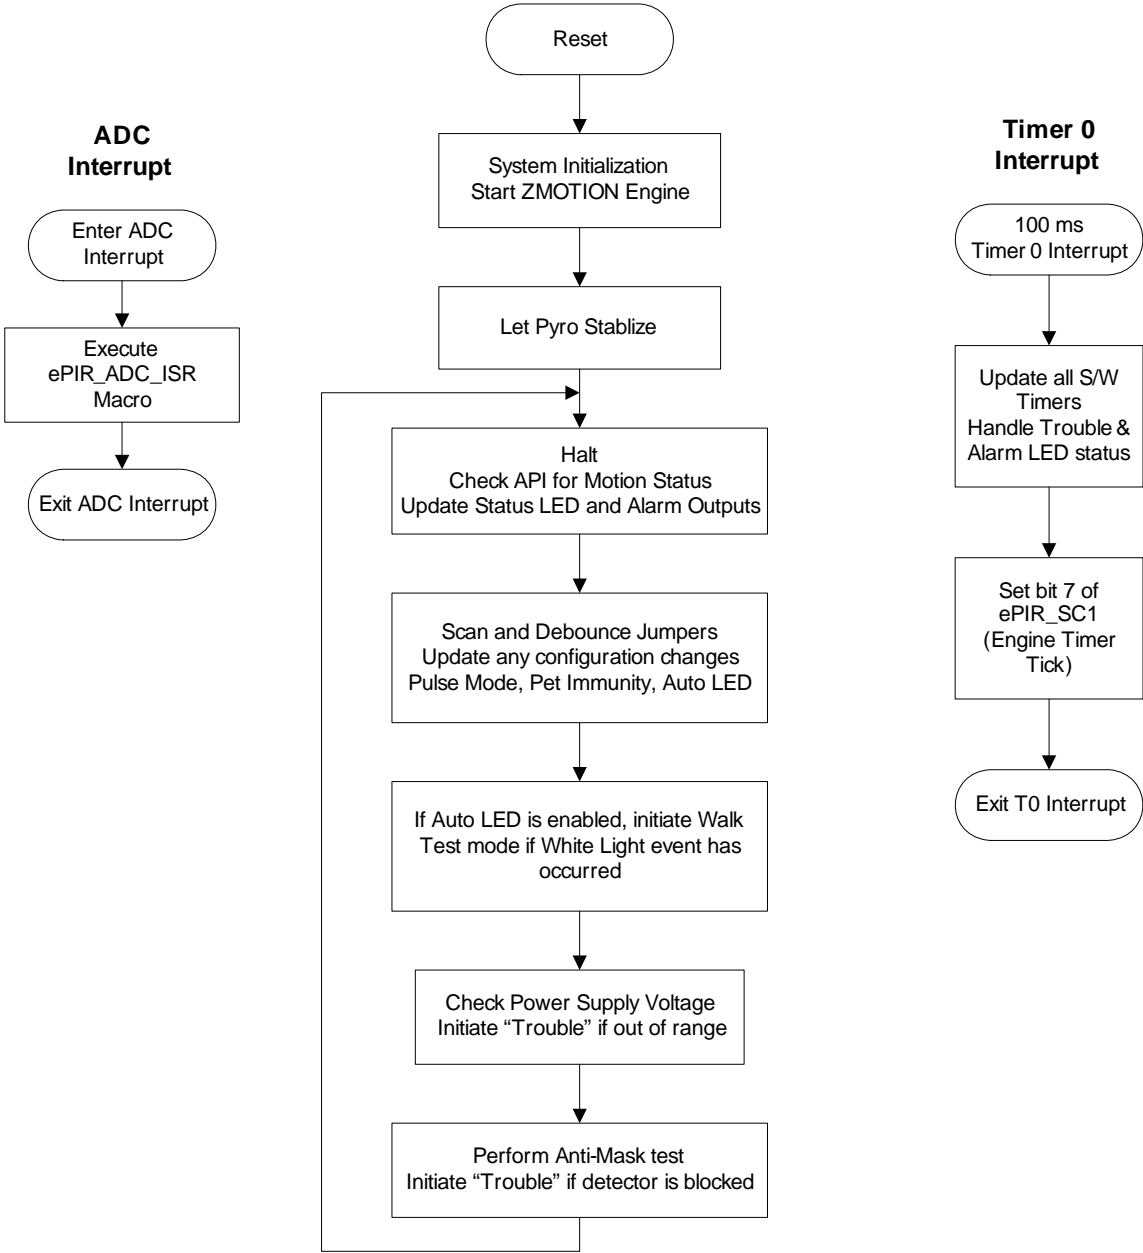 Reset
ADC
Interrupt
Enter ADC
Interrupt
Execute
ePIR_ADC_ISR
Macro
Exit ADC Interrupt
System Initialization
Start ZMOTION Engine
Let Pyro Stablize
Halt
Check API for Motion Status
Update Status LED and Alarm Outputs
Scan and Debounce Jumpers
Update any configuration changes
Pulse Mode, Pet Immunity, Auto LED
If Auto LED is enabled, initiate Walk
Test mode if White Light event has
occurred
Check Power Supply Voltage
Initiate “Trouble” if out of range
Perform Anti-Mask test
Initiate “Trouble” if detector is blocked
Timer 0
Interrupt
100 ms
Timer 0 Interrupt
Update all S/W
Timers
Handle Trouble &
Alarm LED status
Set bit 7 of
ePIR_SC1
(Engine Timer
Tick)
Exit T0 Interrupt